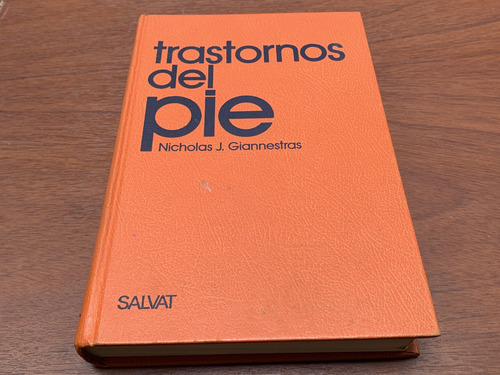 trastornos
del
pie
Nicholas J. Giannestras
SALVAT